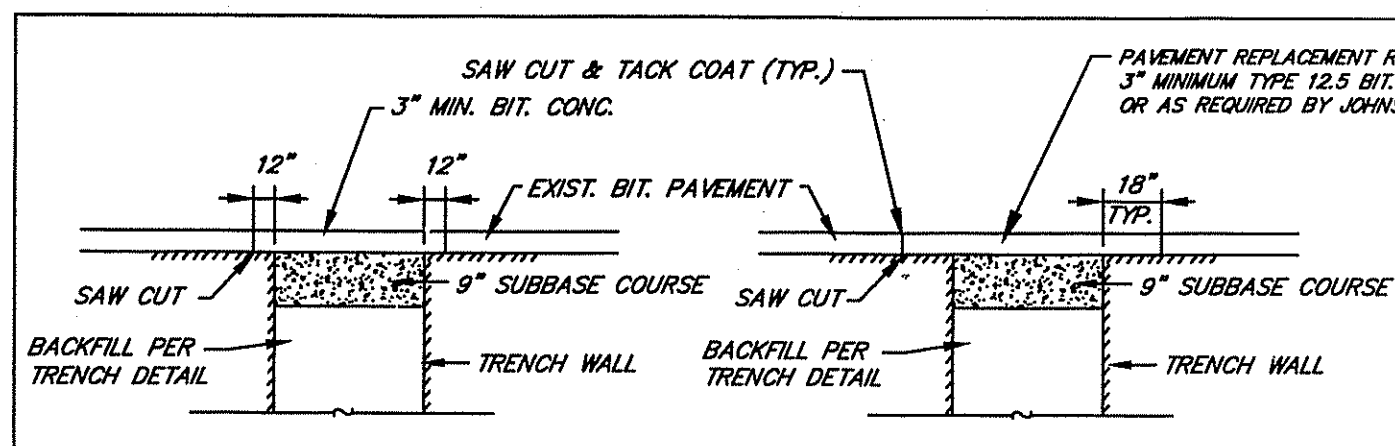 SAW CUT & TACK COAT (TYP.)
3" MIN. BIT. CONC.
12"
12"
EXIST. BIT. PAVEMENT
SAW CUT
9" SUBBASE COURSE
BACKFILL PER
TRENCH DETAIL
TRENCH WALL
PAVEMENT REPLACEMENT
3" MINIMUM TYPE 12.5 BIT.
OR AS REQUIRED BY
18"
TYP.
SAW CUT
9" SUBBASE COURSE
BACKFILL PER
TRENCH DETAIL
TRENCH WALL